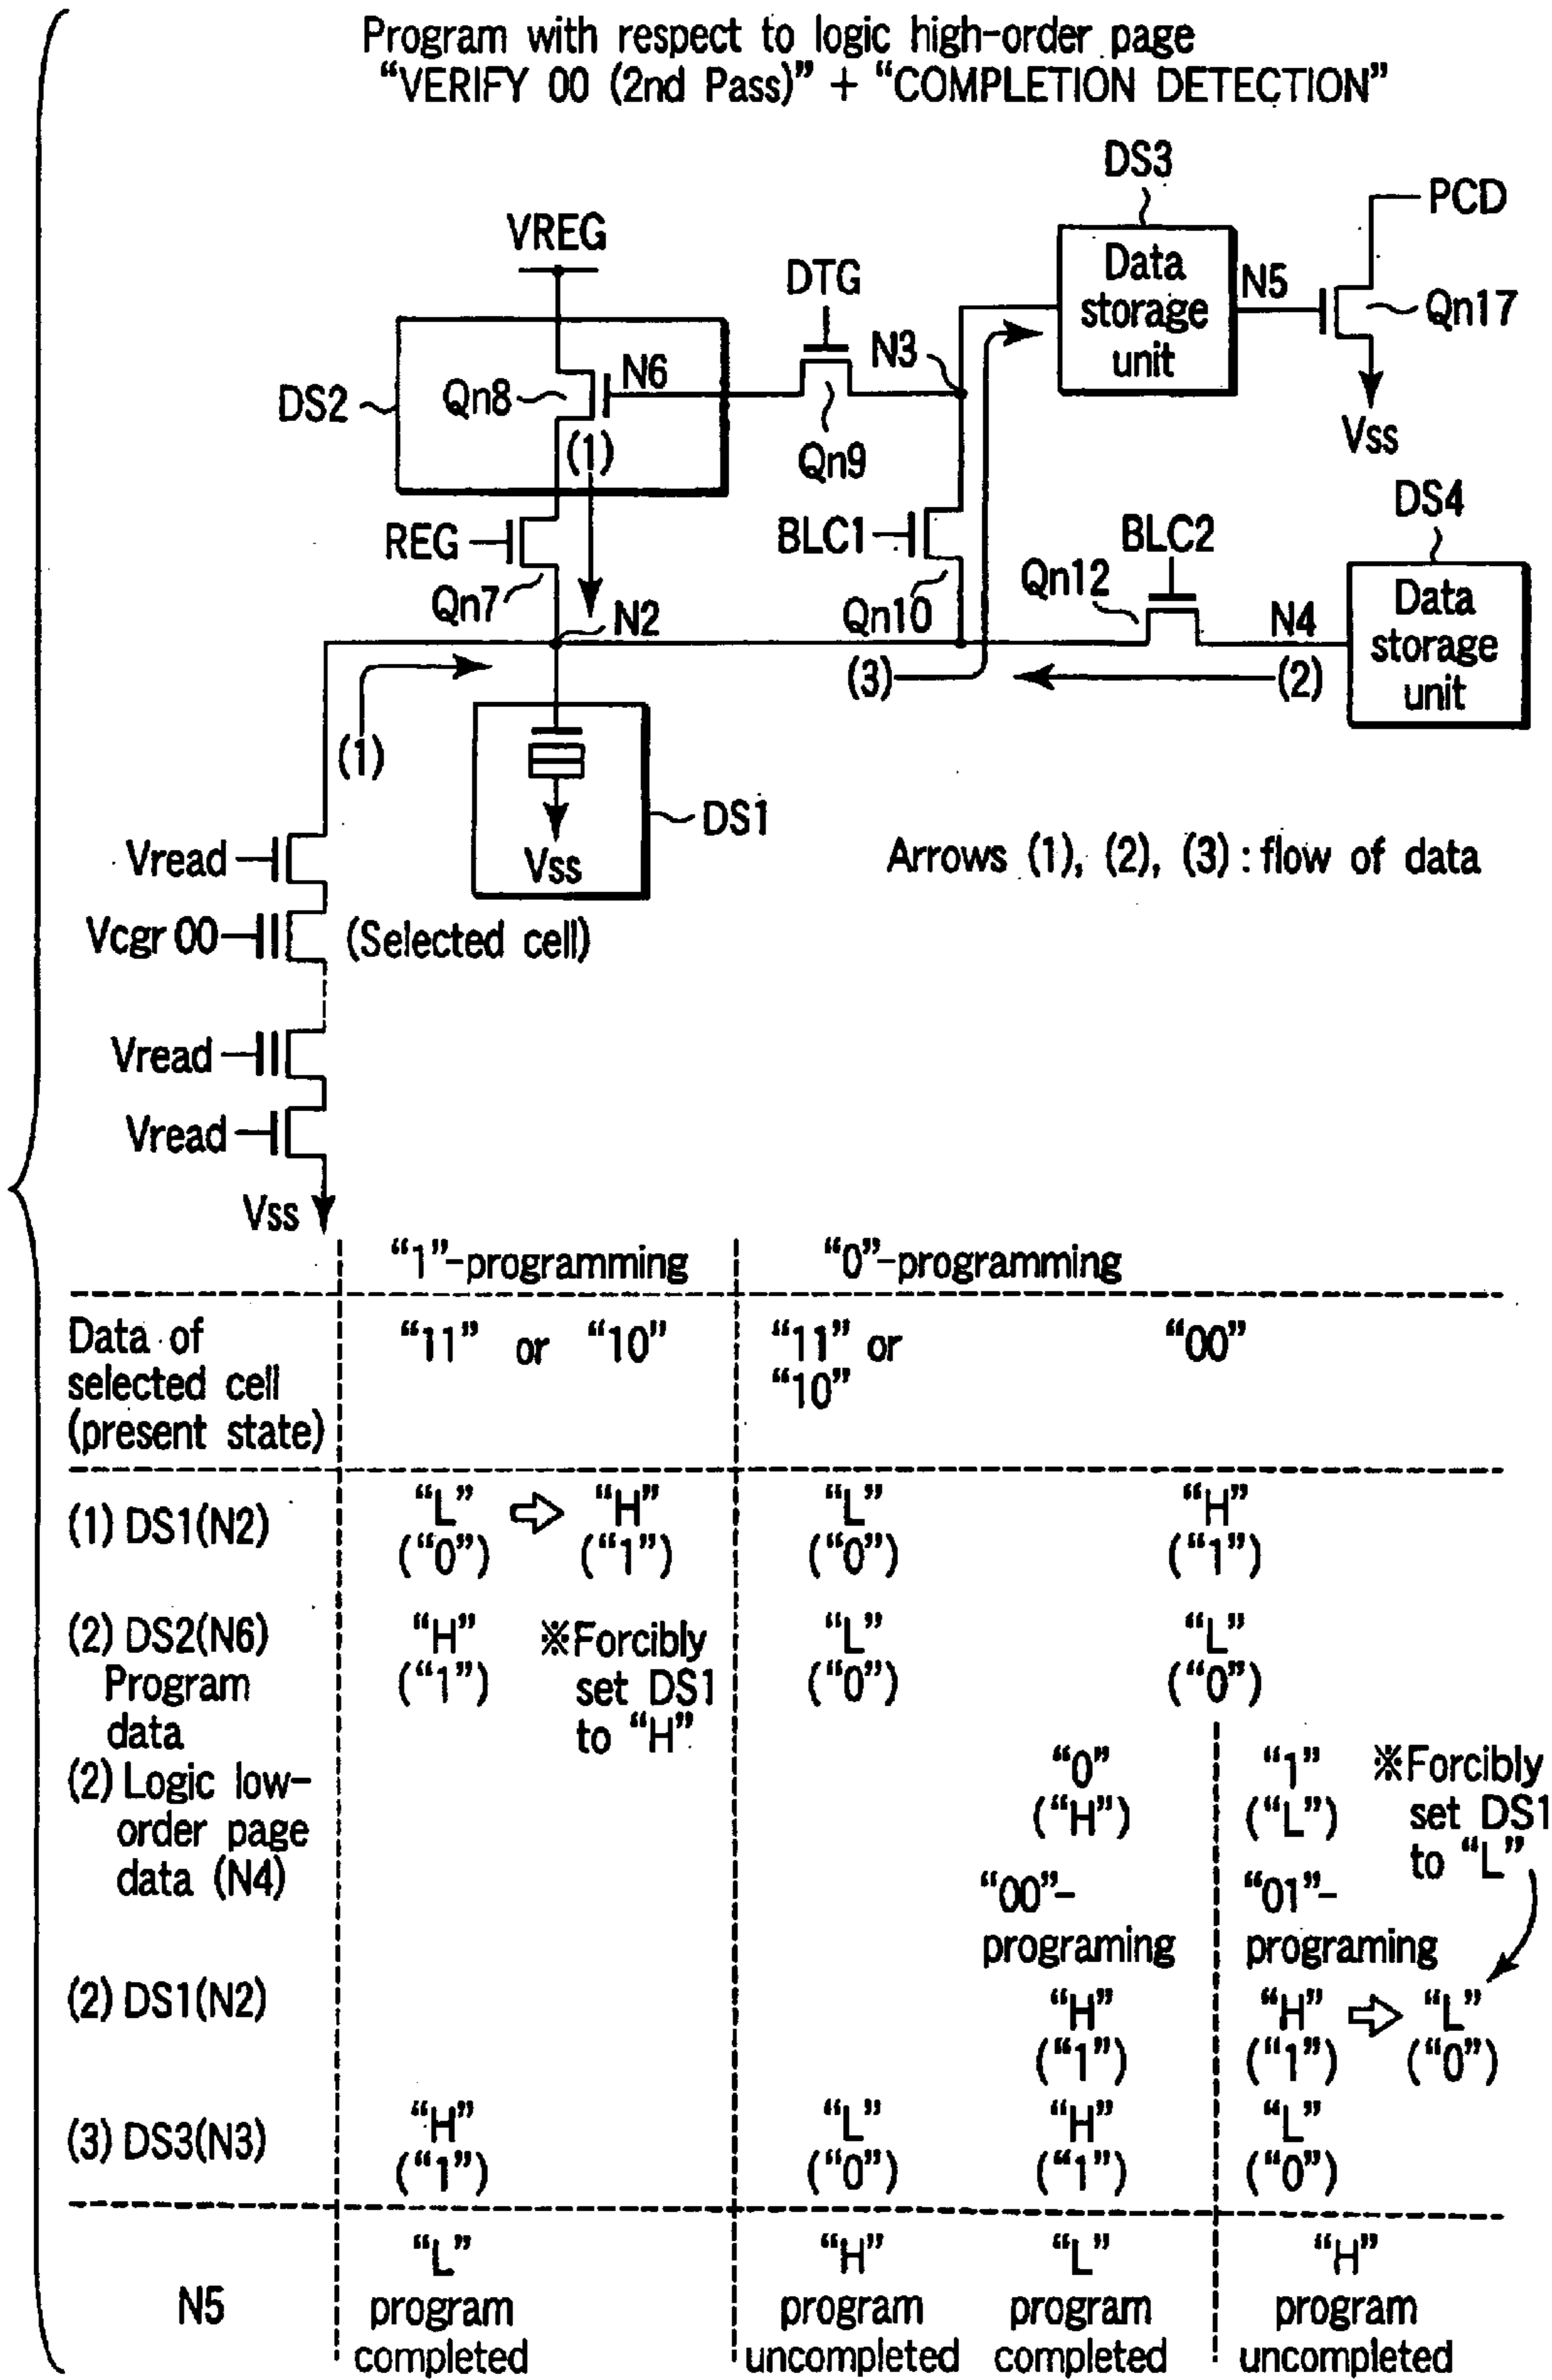 Program with respect to logic high-order page
“VERIFY 00 (2nd Pass)” + “COMPLETION DETECTION”
DS3
PCD
VREG
Data
storage
unit
DTG
N5
Qn17
N3
N6
DS2
Qn8
(1)
Qn9
Vss
DS4
REG
BLC1
BLC2
Qn12
Data
storage
unit
Qn7
N2
Qn10
N4
(3)
(2)
(1)
DS1
Vss
Arrows (1), (2), (3) : flow of data
Vread
Vcgr 00
(Selected cell)
Vread
Vread
Vss
“1”-programming “0”-programming
Data of
selected cell
(present state)
“11” or “10”
“11” or
“10”
“00”
(1) DS1(N2)
“L” ⇨ “H” “L” “H”
(“0”) (“1”) (“0”) (“1”)
(2) DS2(N6)
Program
data
“H” ※Forcibly
set DS1
to “H”
“L” “L”
(“1”) (“0”) (“0”)
(2) Logic low-
order page
data (N4)
“0” “1” ※Forcibly
set DS1
to “L”
(“H”) (“L”)
“00”-
programing
“01”-
programing
(2) DS1(N2)
“H” “H” ⇨ “L”
(“1”) (“1”) (“0”)
(3) DS3(N3)
“H” “L” “H” “L”
(“1”) (“0”) (“1”) (“0”)
N5
“L”
program
completed
“H”
program
uncompleted
“L”
program
completed
“H”
program
uncompleted